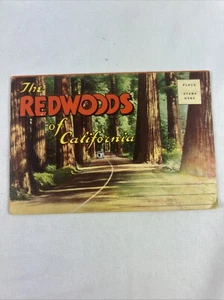 The
REDWOODS
of
California
PLACE
STAMP
HERE